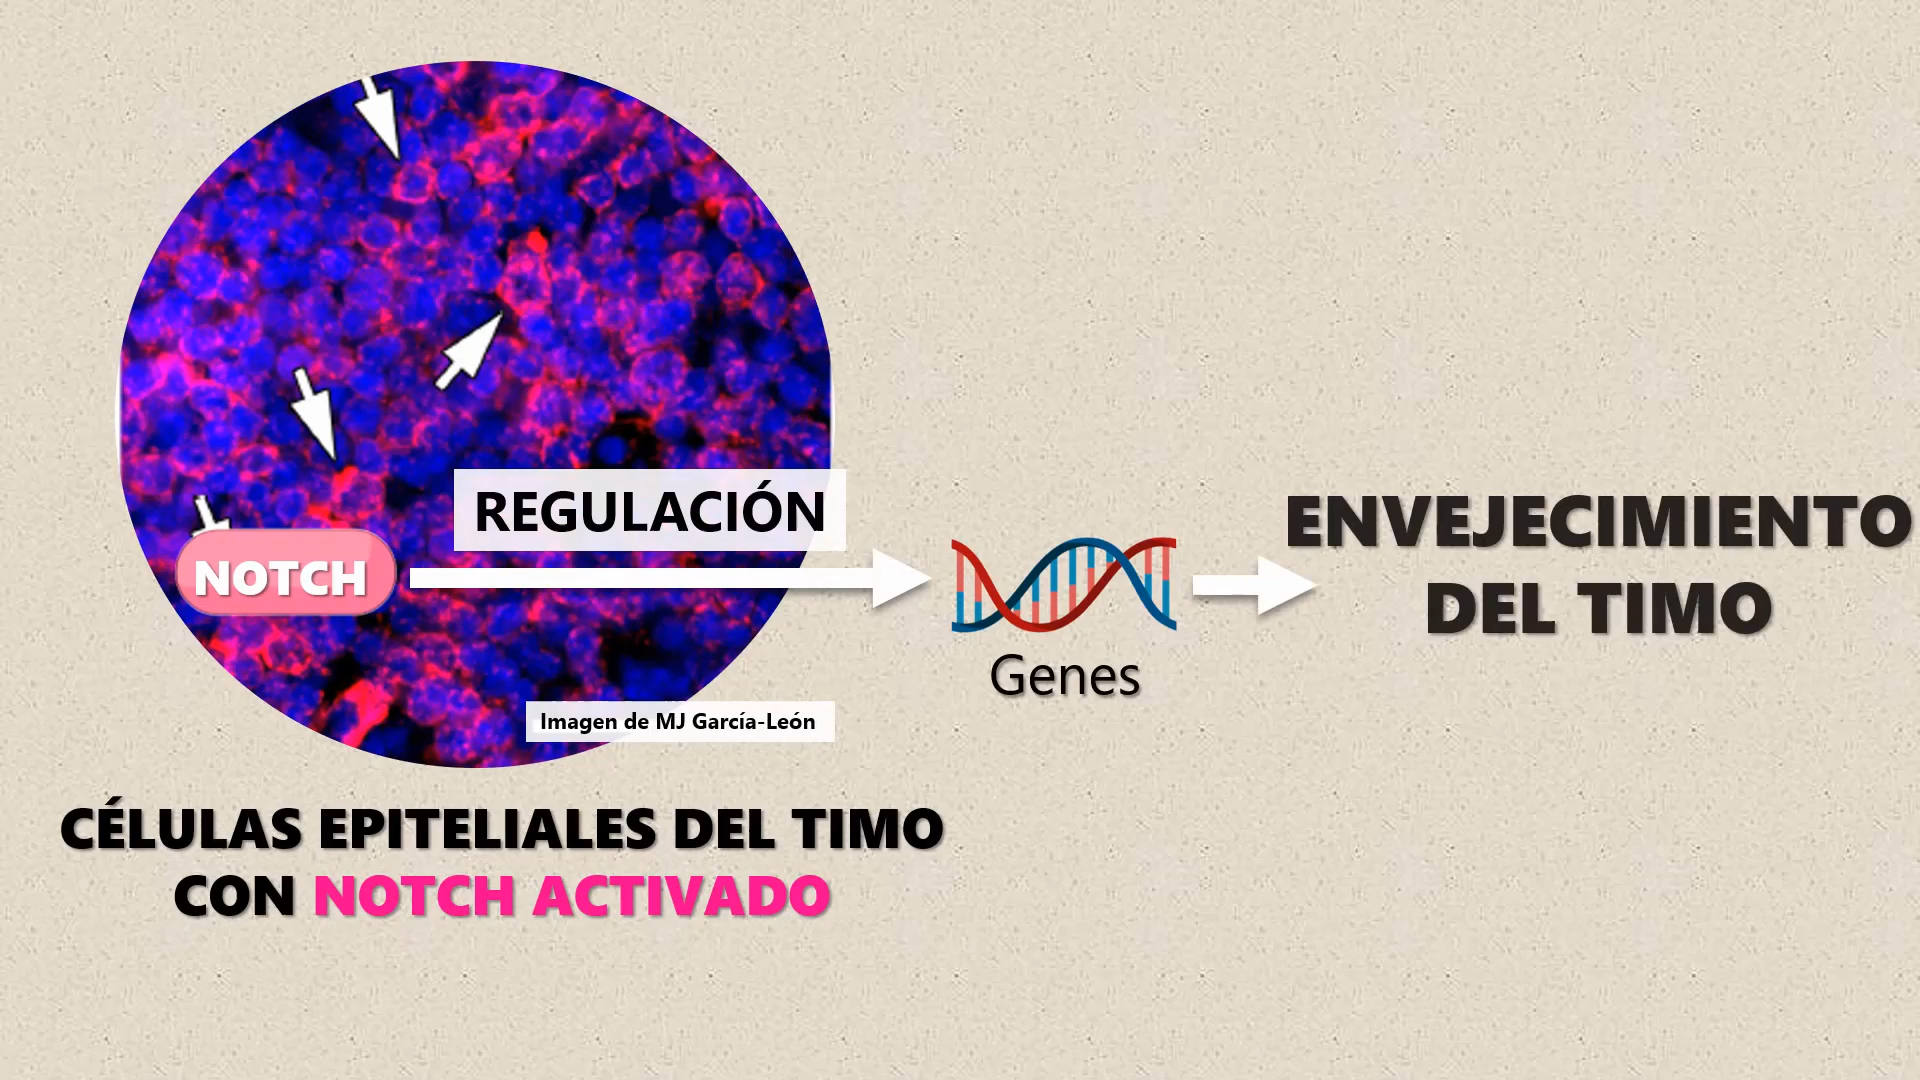 REGULACIÓN
NOTCH
Genes
ENVEJECIMIENTO
DEL TIMO
Imagen de MJ García-León
CÉLULAS EPITELIALES DEL TIMO
CON NOTCH ACTIVADO